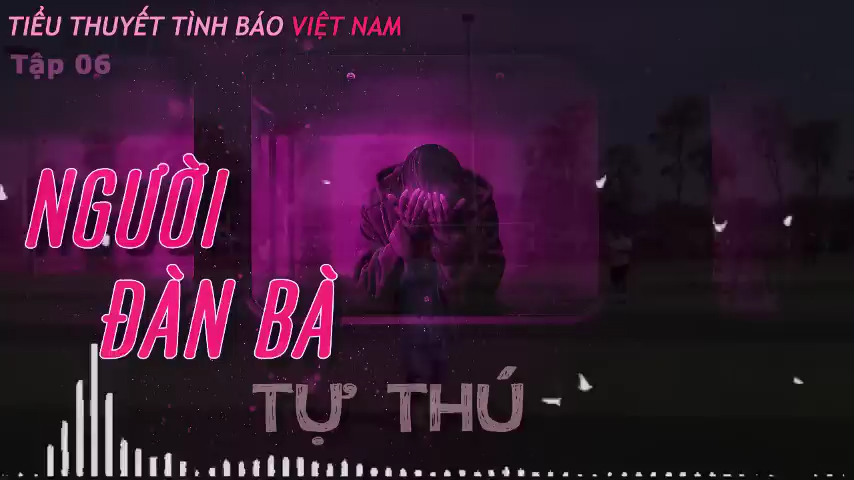 TIỂU THUYẾT TÌNH BÁO VIỆT NAM
Tập 06
NGƯỜI
ĐÀN BÀ
TỰ THÚ